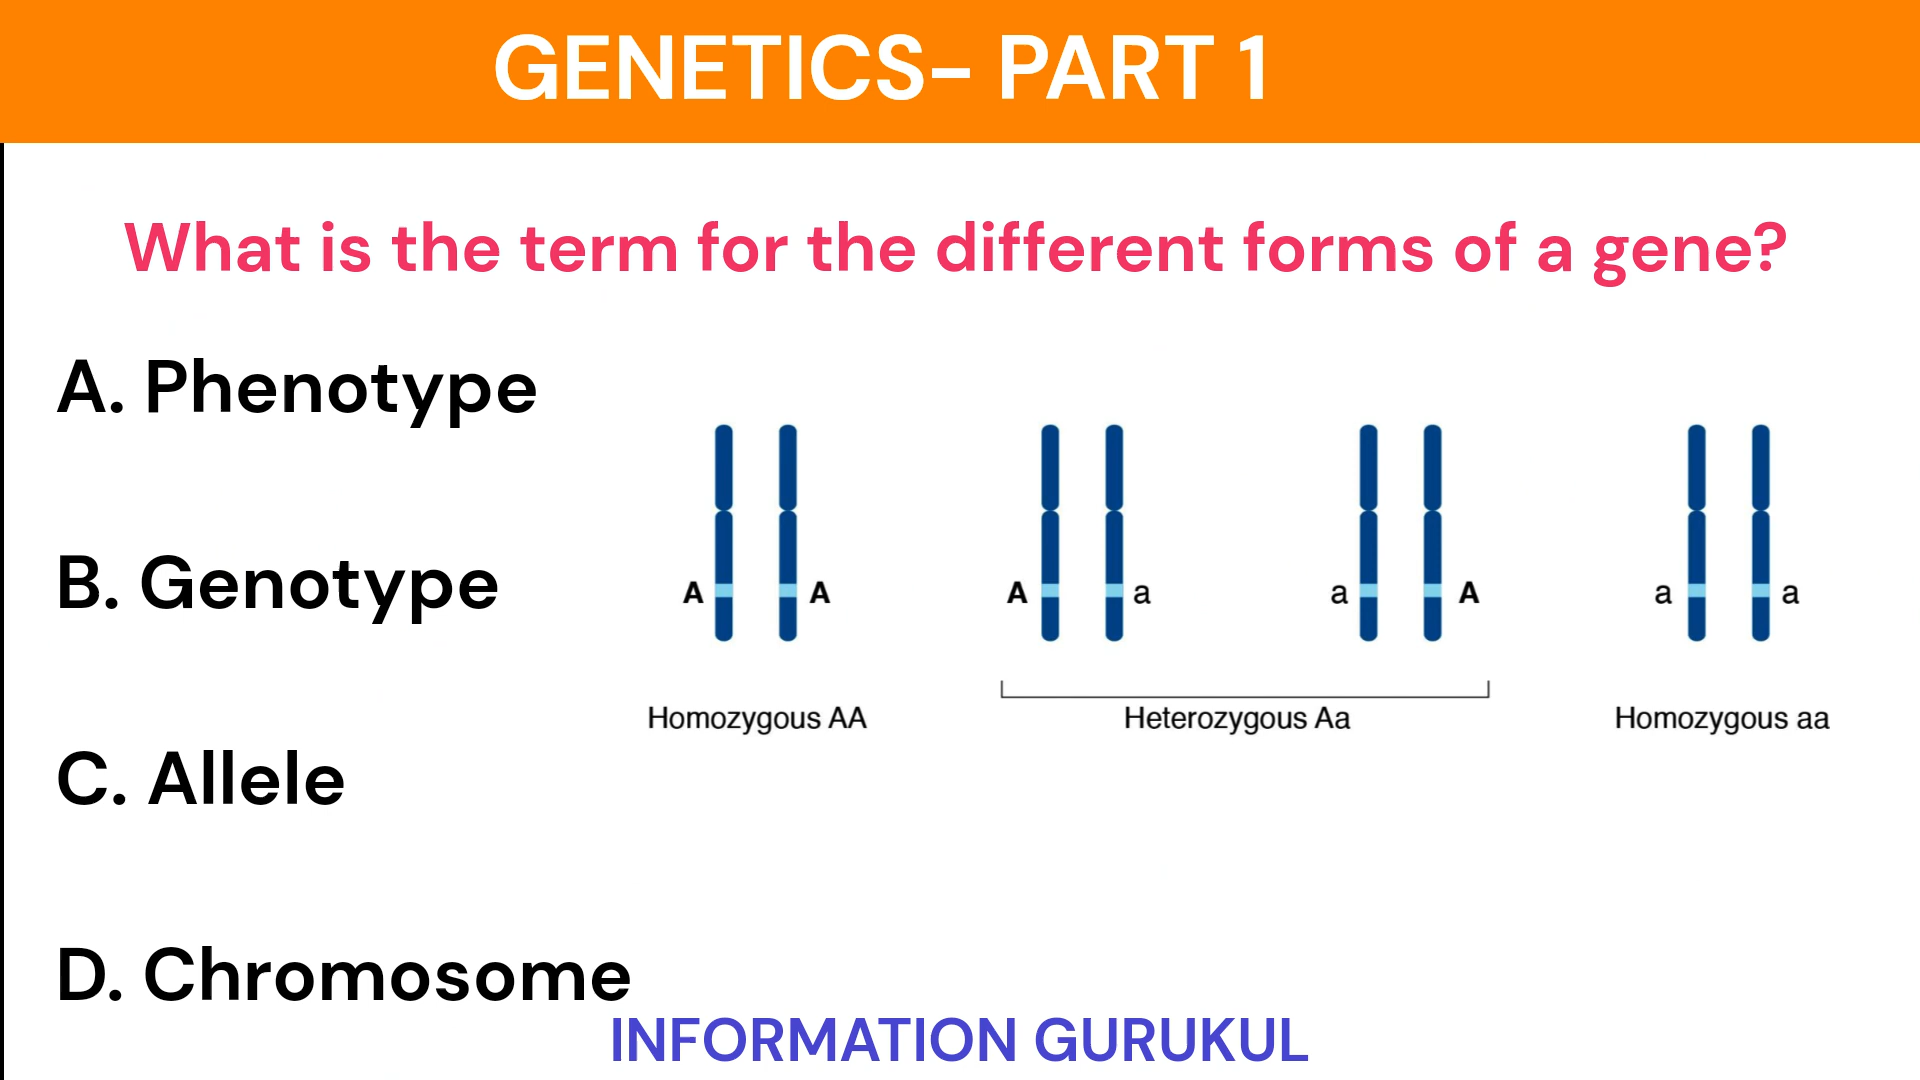 GENETICS- PART 1
What is the term for the different forms of a gene?
A. Phenotype
B. Genotype
C. Allele
D. Chromosome
A A A a a A a a
Homozygous AA Heterozygous Aa Homozygous aa
INFORMATION GURUKUL